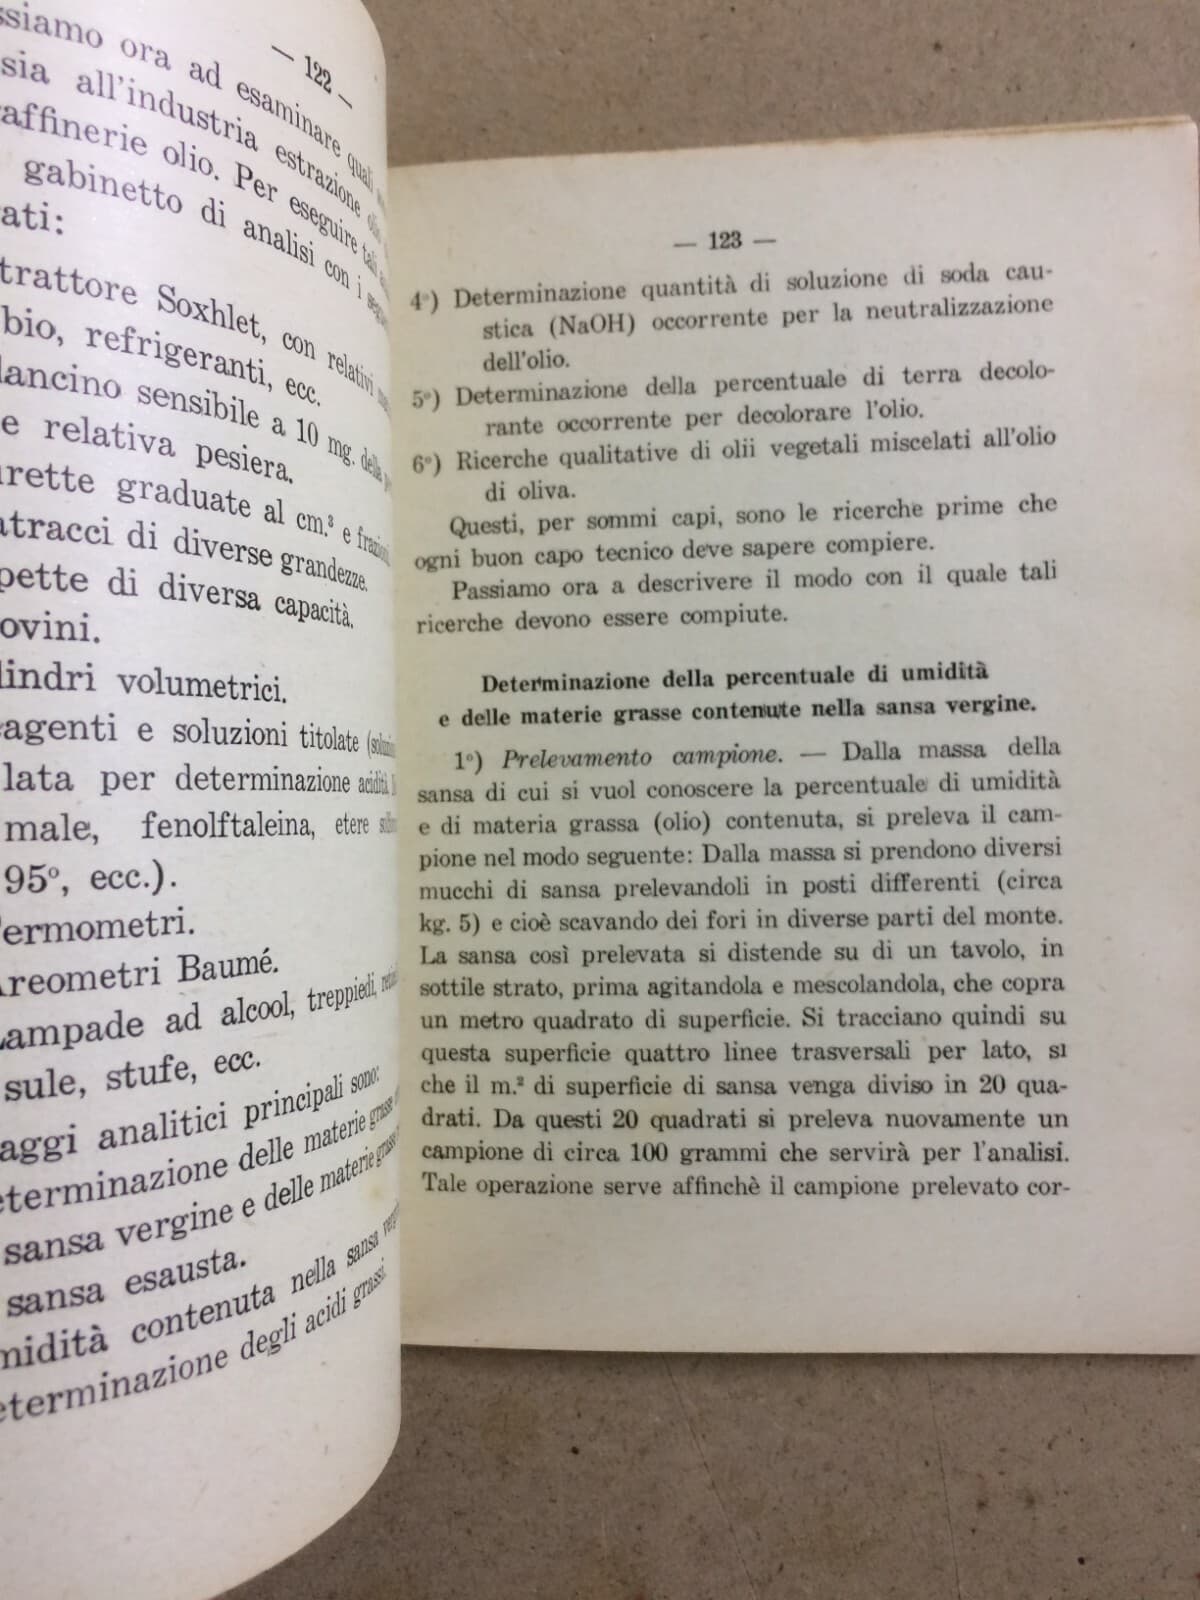 — 122 —
ssiamo ora ad esaminare quali
sia all'industria estrazione olio
affinerie olio. Per eseguire tali
gabinetto di analisi con i
ati:
trattore Soxhlet, con relativi
bio, refrigeranti, ecc.
lancino sensibile a 10 mg. della
e relativa pesiera.
rette graduate al cm.³ e
atracci di diverse grandezze.
pette di diversa capacità.
ovini.
lindri volumetrici.
agenti e soluzioni titolate
lata per determinazione acidità
male, fenolftaleina, etere
95°, ecc.).
ermometri.
reometri Baumé.
ampade ad alcool, treppiedi,
sule, stufe, ecc.
aggi analitici principali sono:
eterminazione delle materie grasse
sansa vergine e delle materie grasse
sansa esausta.
midità contenuta nella sansa
eterminazione degli acidi grassi.
— 123 —
4°) Determinazione quantità di soluzione di soda cau-
stica (NaOH) occorrente per la neutralizzazione
dell'olio.
5°) Determinazione della percentuale di terra decolo-
rante occorrente per decolorare l'olio.
6°) Ricerche qualitative di olii vegetali miscelati all'olio
di oliva.
Questi, per sommi capi, sono le ricerche prime che
ogni buon capo tecnico deve sapere compiere.
Passiamo ora a descrivere il modo con il quale tali
ricerche devono essere compiute.
Determinazione della percentuale di umidità
e delle materie grasse contenute nella sansa vergine.
1°) Prelevamento campione. — Dalla massa della
sansa di cui si vuol conoscere la percentuale di umidità
e di materia grassa (olio) contenuta, si preleva il cam-
pione nel modo seguente: Dalla massa si prendono diversi
mucchi di sansa prelevandoli in posti differenti (circa
kg. 5) e cioè scavando dei fori in diverse parti del monte.
La sansa così prelevata si distende su di un tavolo, in
sottile strato, prima agitandola e mescolandola, che copra
un metro quadrato di superficie. Si tracciano quindi su
questa superficie quattro linee trasversali per lato, sì
che il m.² di superficie di sansa venga diviso in 20 qua-
drati. Da questi 20 quadrati si preleva nuovamente un
campione di circa 100 grammi che servirà per l'analisi.
Tale operazione serve affinchè il campione prelevato cor-